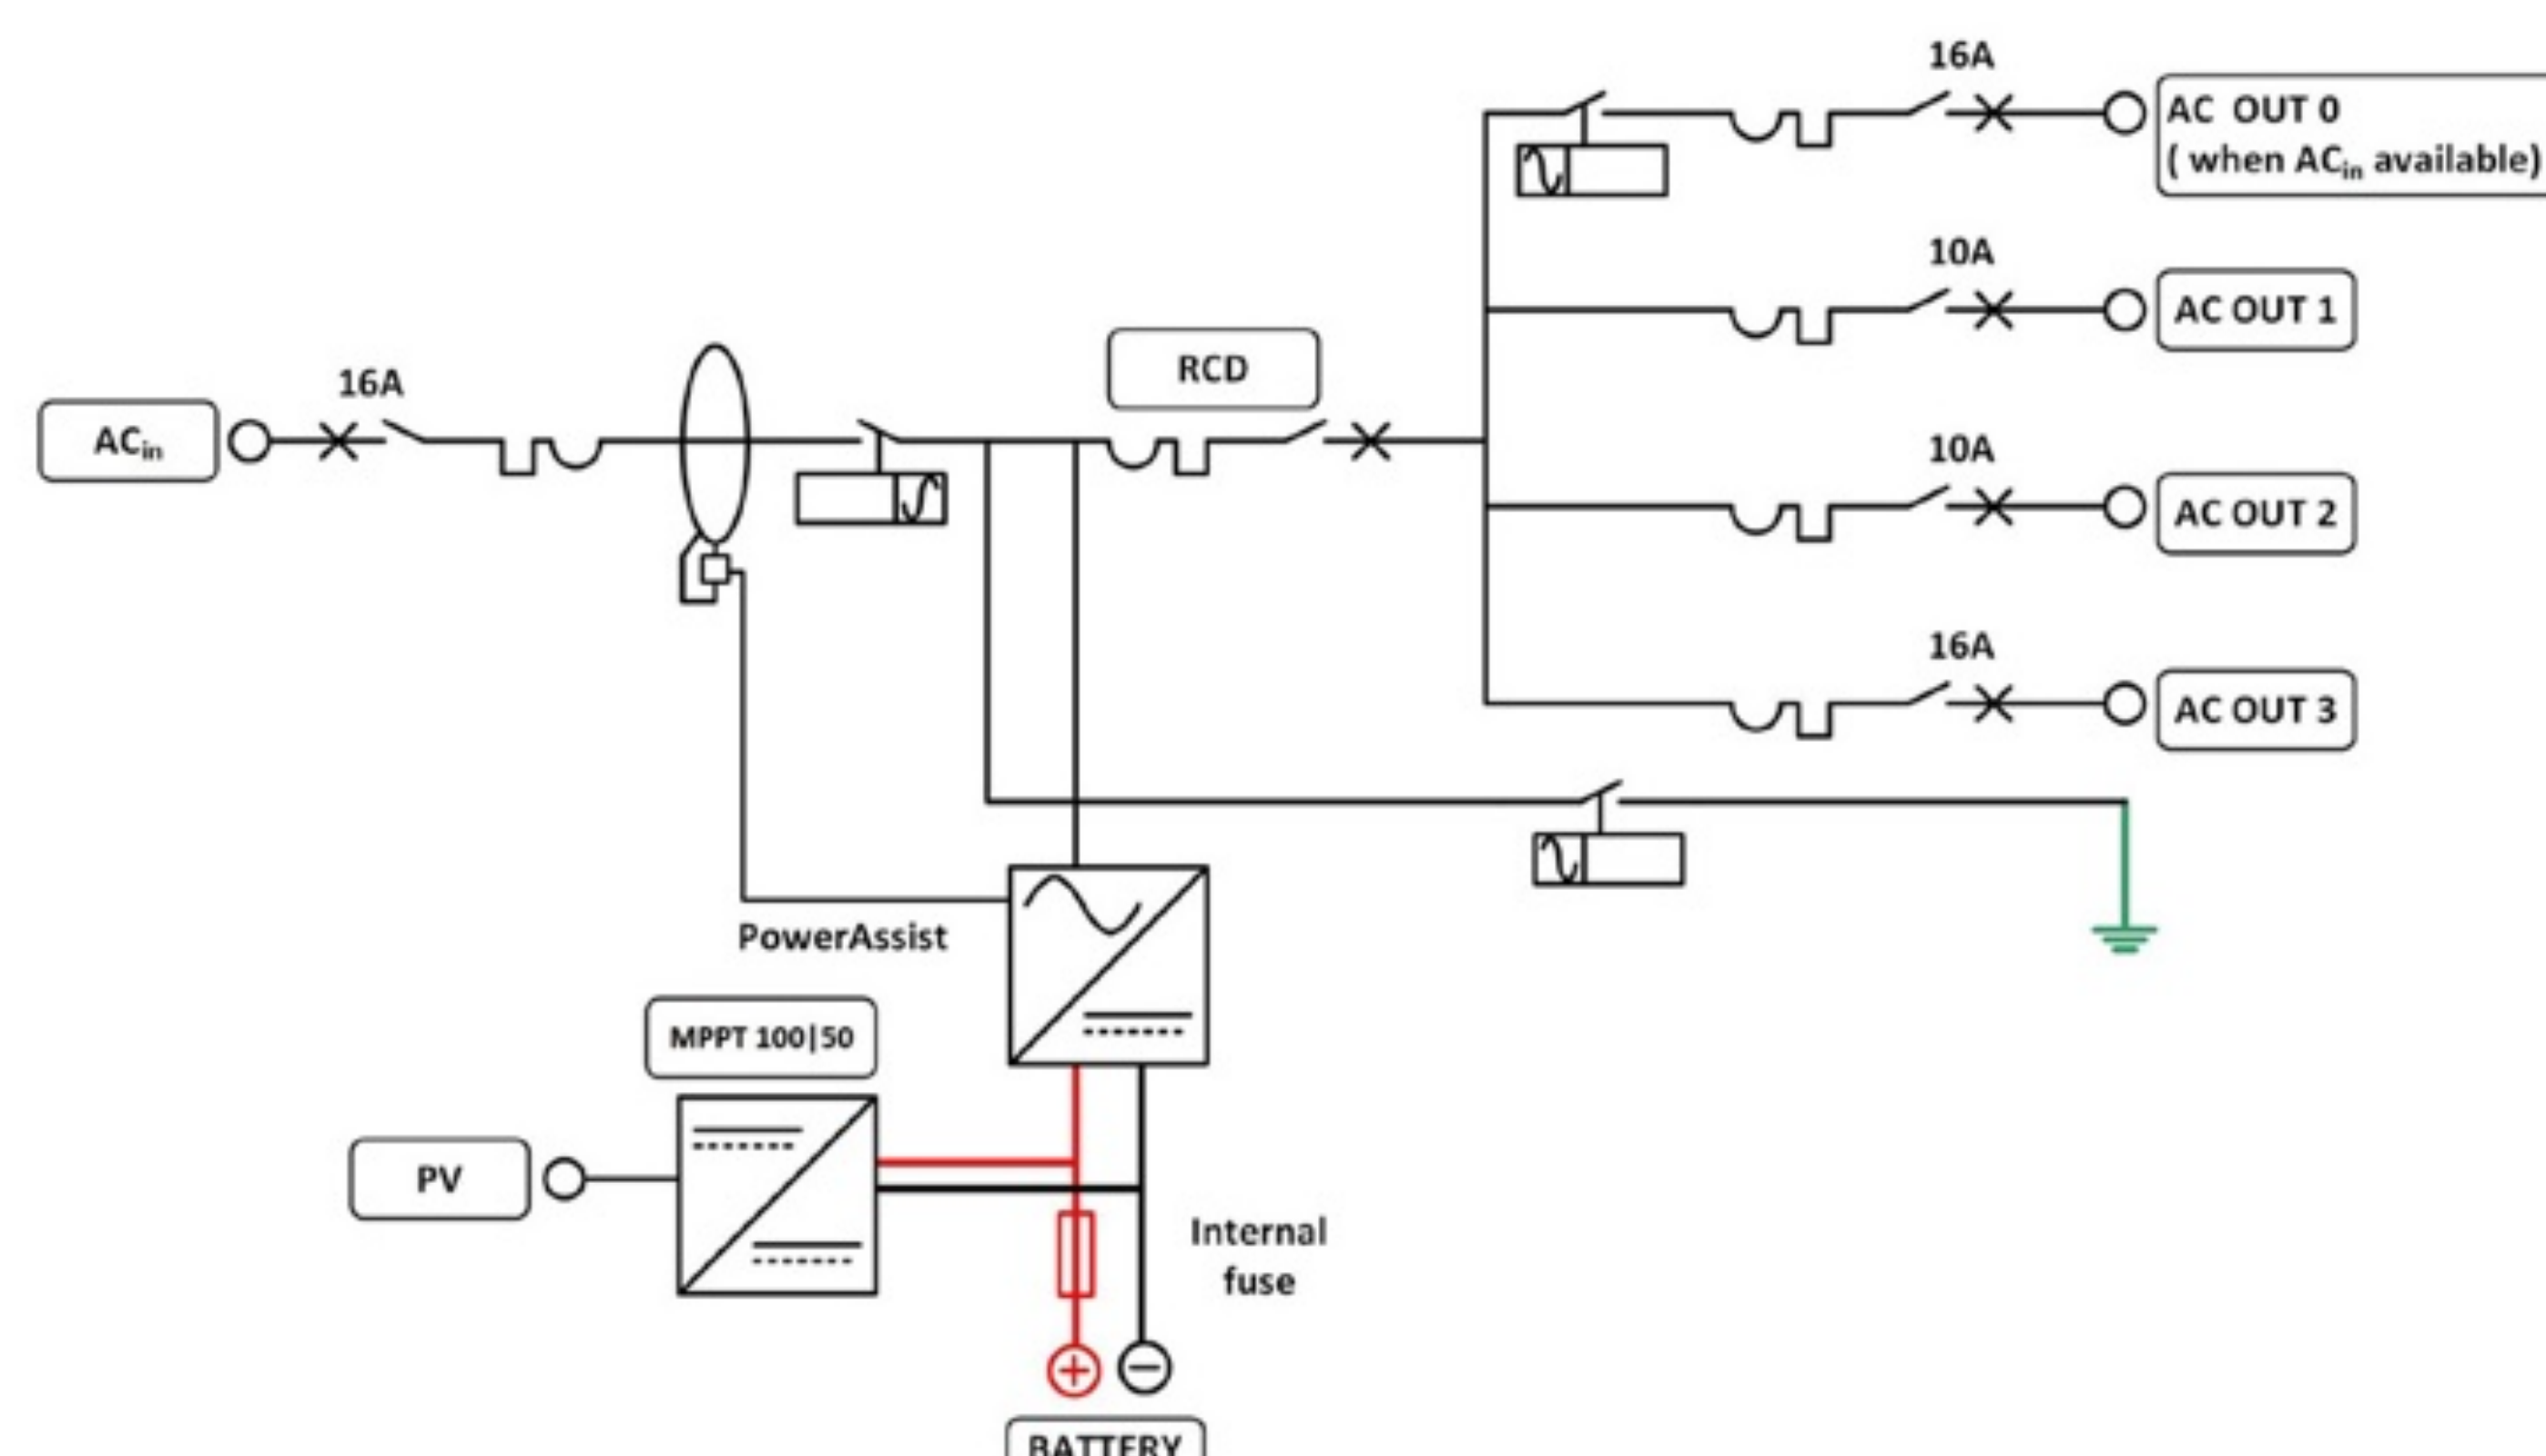 16A
AC OUT 0
( when ACin available)
10A
AC OUT 1
RCD
16A
ACin
10A
AC OUT 2
16A
AC OUT 3
PowerAssist
MPPT 100|50
PV
Internal
fuse
BATTERY